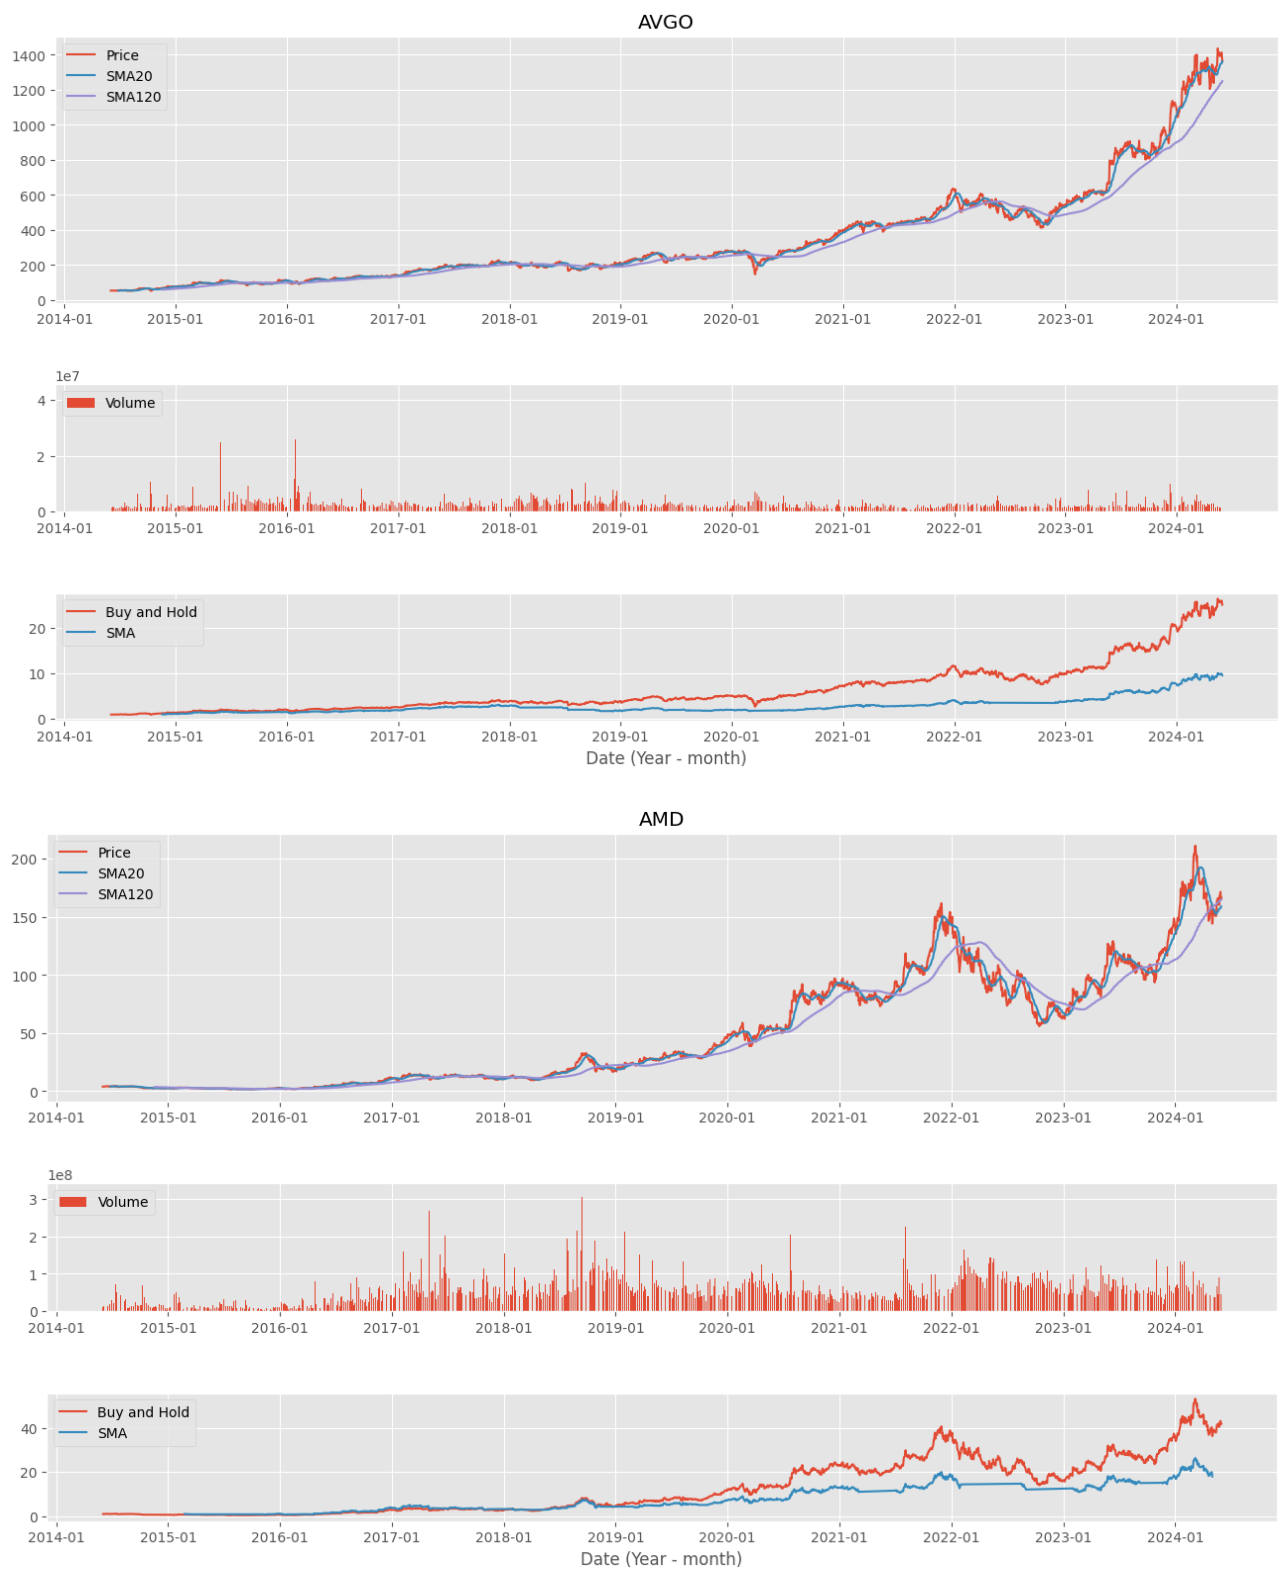 AVGO
Price
SMA20
SMA120
1400
1200
1000
800
600
400
200
0
2014-01 2015-01 2016-01 2017-01 2018-01 2019-01 2020-01 2021-01 2022-01 2023-01 2024-01
1e7
Volume
4
2
0
2014-01 2015-01 2016-01 2017-01 2018-01 2019-01 2020-01 2021-01 2022-01 2023-01 2024-01
Buy and Hold
SMA
20
10
0
2014-01 2015-01 2016-01 2017-01 2018-01 2019-01 2020-01 2021-01 2022-01 2023-01 2024-01
Date (Year - month)
AMD
Price
SMA20
SMA120
200
150
100
50
0
2014-01 2015-01 2016-01 2017-01 2018-01 2019-01 2020-01 2021-01 2022-01 2023-01 2024-01
1e8
Volume
3
2
1
0
2014-01 2015-01 2016-01 2017-01 2018-01 2019-01 2020-01 2021-01 2022-01 2023-01 2024-01
Buy and Hold
SMA
40
20
0
2014-01 2015-01 2016-01 2017-01 2018-01 2019-01 2020-01 2021-01 2022-01 2023-01 2024-01
Date (Year - month)